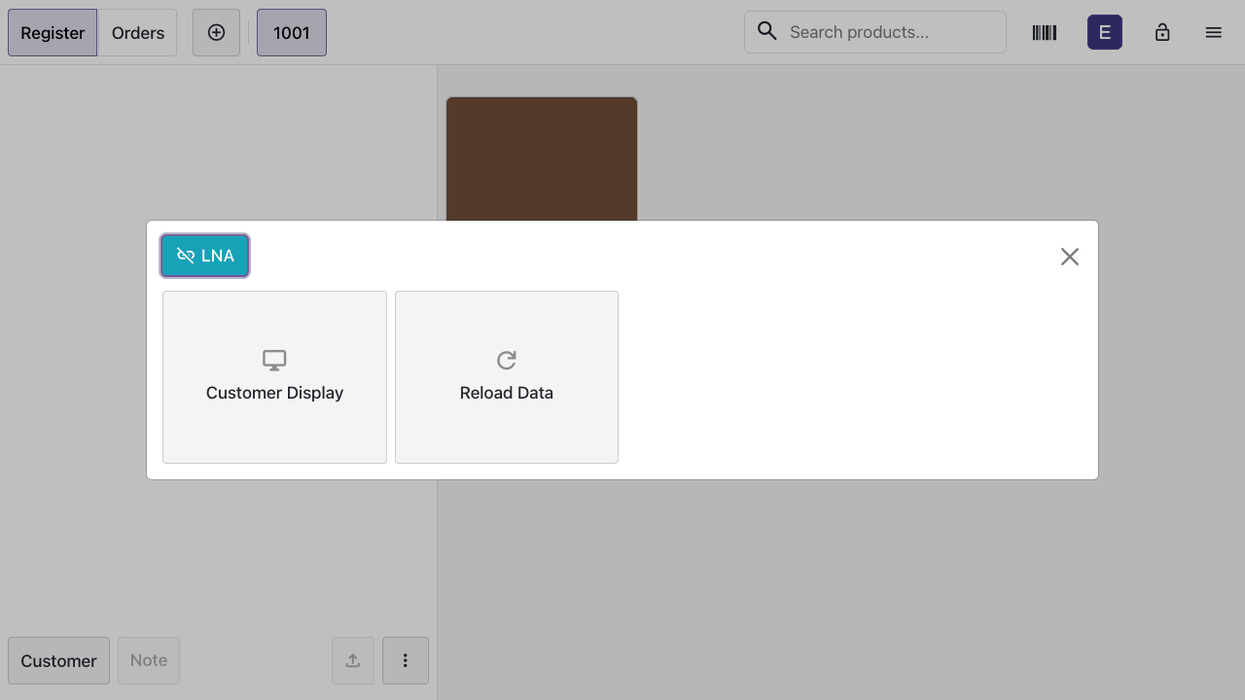 Register
Orders
1001
Search products...
E
LNA
Customer Display
Reload Data
Customer
Note